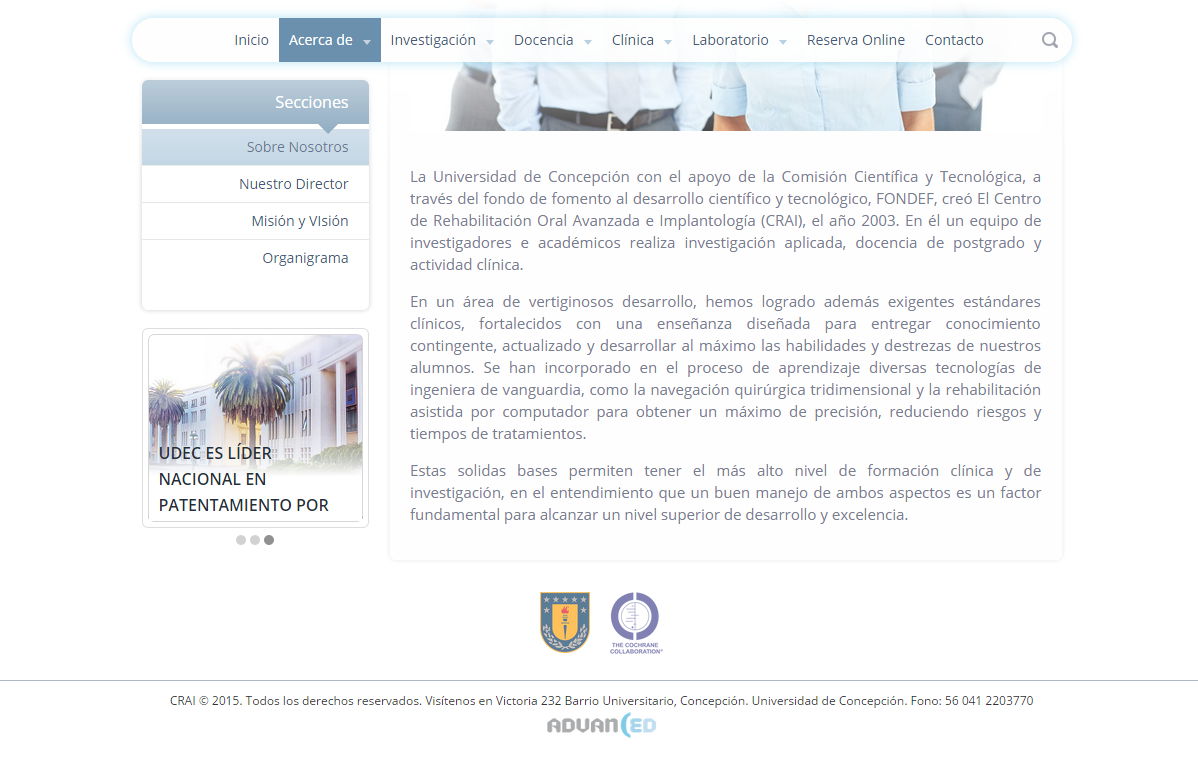 Inicio Acerca de Investigación Docencia Clínica Laboratorio Reserva Online Contacto
Secciones
Sobre Nosotros
Nuestro Director
Misión y VIsión
Organigrama
UDEC ES LÍDER
NACIONAL EN
PATENTAMIENTO POR
La Universidad de Concepción con el apoyo de la Comisión Científica y Tecnológica, a
través del fondo de fomento al desarrollo científico y tecnológico, FONDEF, creó El Centro
de Rehabilitación Oral Avanzada e Implantología (CRAI), el año 2003. En él un equipo de
investigadores e académicos realiza investigación aplicada, docencia de postgrado y
actividad clínica.
En un área de vertiginosos desarrollo, hemos logrado además exigentes estándares
clínicos, fortalecidos con una enseñanza diseñada para entregar conocimiento
contingente, actualizado y desarrollar al máximo las habilidades y destrezas de nuestros
alumnos. Se han incorporado en el proceso de aprendizaje diversas tecnologías de
ingeniera de vanguardia, como la navegación quirúrgica tridimensional y la rehabilitación
asistida por computador para obtener un máximo de precisión, reduciendo riesgos y
tiempos de tratamientos.
Estas solidas bases permiten tener el más alto nivel de formación clínica y de
investigación, en el entendimiento que un buen manejo de ambos aspectos es un factor
fundamental para alcanzar un nivel superior de desarrollo y excelencia.
THE COCHRANE
COLLABORATION®
CRAI © 2015. Todos los derechos reservados. Visítenos en Victoria 232 Barrio Universitario, Concepción. Universidad de Concepción. Fono: 56 041 2203770
ADVANCED